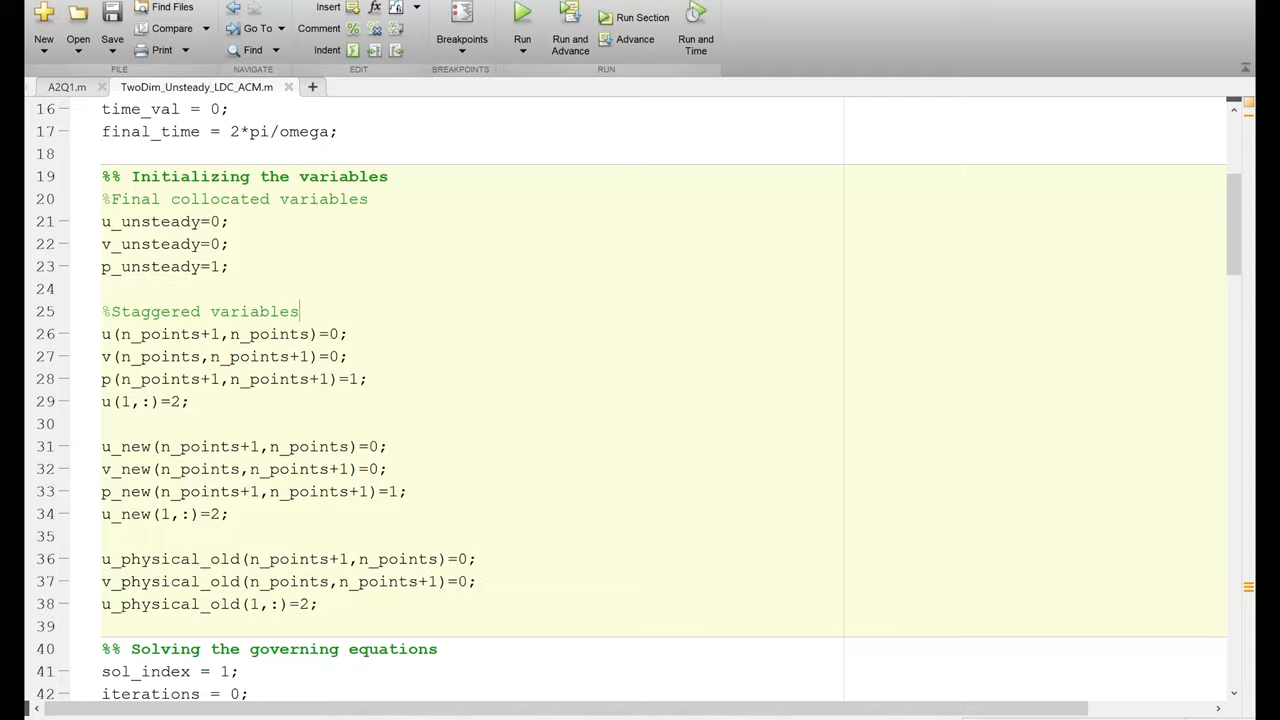 Find Files
Insert
fx
New
Open
Save
Compare
Print
Go To
Find
Comment
Indent
Breakpoints
Run
Run and Advance
Run Section
Advance
Run and Time
FILE
NAVIGATE
EDIT
BREAKPOINTS
RUN
A2Q1.m
TwoDim_Unsteady_LDC_ACM.m
16 time_val = 0;
17 final_time = 2*pi/omega;
18
19 %% Initializing the variables
20 %Final collocated variables
21 u_unsteady=0;
22 v_unsteady=0;
23 p_unsteady=1;
24
25 %Staggered variables
26 u(n_points+1,n_points)=0;
27 v(n_points,n_points+1)=0;
28 p(n_points+1,n_points+1)=1;
29 u(1,:)=2;
30
31 u_new(n_points+1,n_points)=0;
32 v_new(n_points,n_points+1)=0;
33 p_new(n_points+1,n_points+1)=1;
34 u_new(1,:)=2;
35
36 u_physical_old(n_points+1,n_points)=0;
37 v_physical_old(n_points,n_points+1)=0;
38 u_physical_old(1,:)=2;
39
40 %% Solving the governing equations
41 sol_index = 1;
42 iterations = 0;